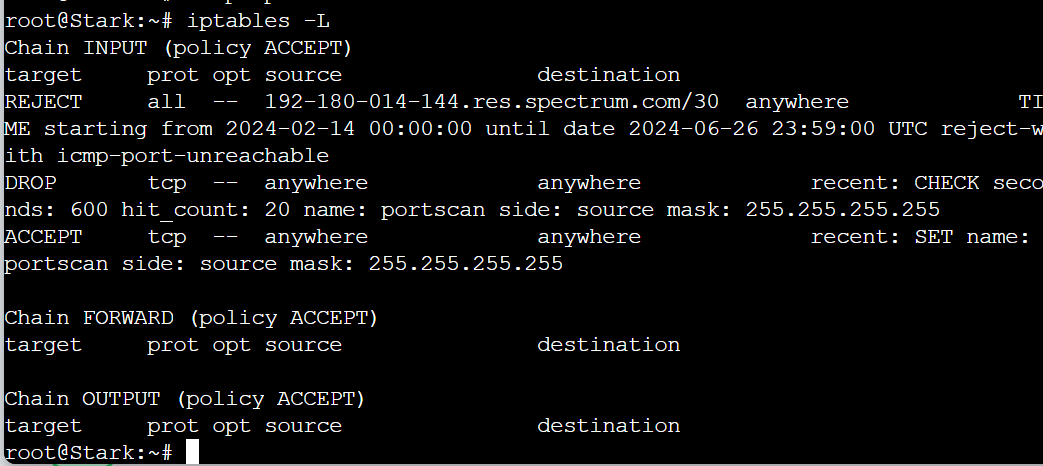 root@Stark:~# iptables -L
Chain INPUT (policy ACCEPT)
target     prot opt source               destination
REJECT     all  --  192-180-014-144.res.spectrum.com/30  anywhere             TI
ME starting from 2024-02-14 00:00:00 until date 2024-06-26 23:59:00 UTC reject-w
ith icmp-port-unreachable
DROP       tcp  --  anywhere             anywhere             recent: CHECK seco
nds: 600 hit_count: 20 name: portscan side: source mask: 255.255.255.255
ACCEPT     tcp  --  anywhere             anywhere             recent: SET name:
portscan side: source mask: 255.255.255.255

Chain FORWARD (policy ACCEPT)
target     prot opt source               destination

Chain OUTPUT (policy ACCEPT)
target     prot opt source               destination
root@Stark:~#